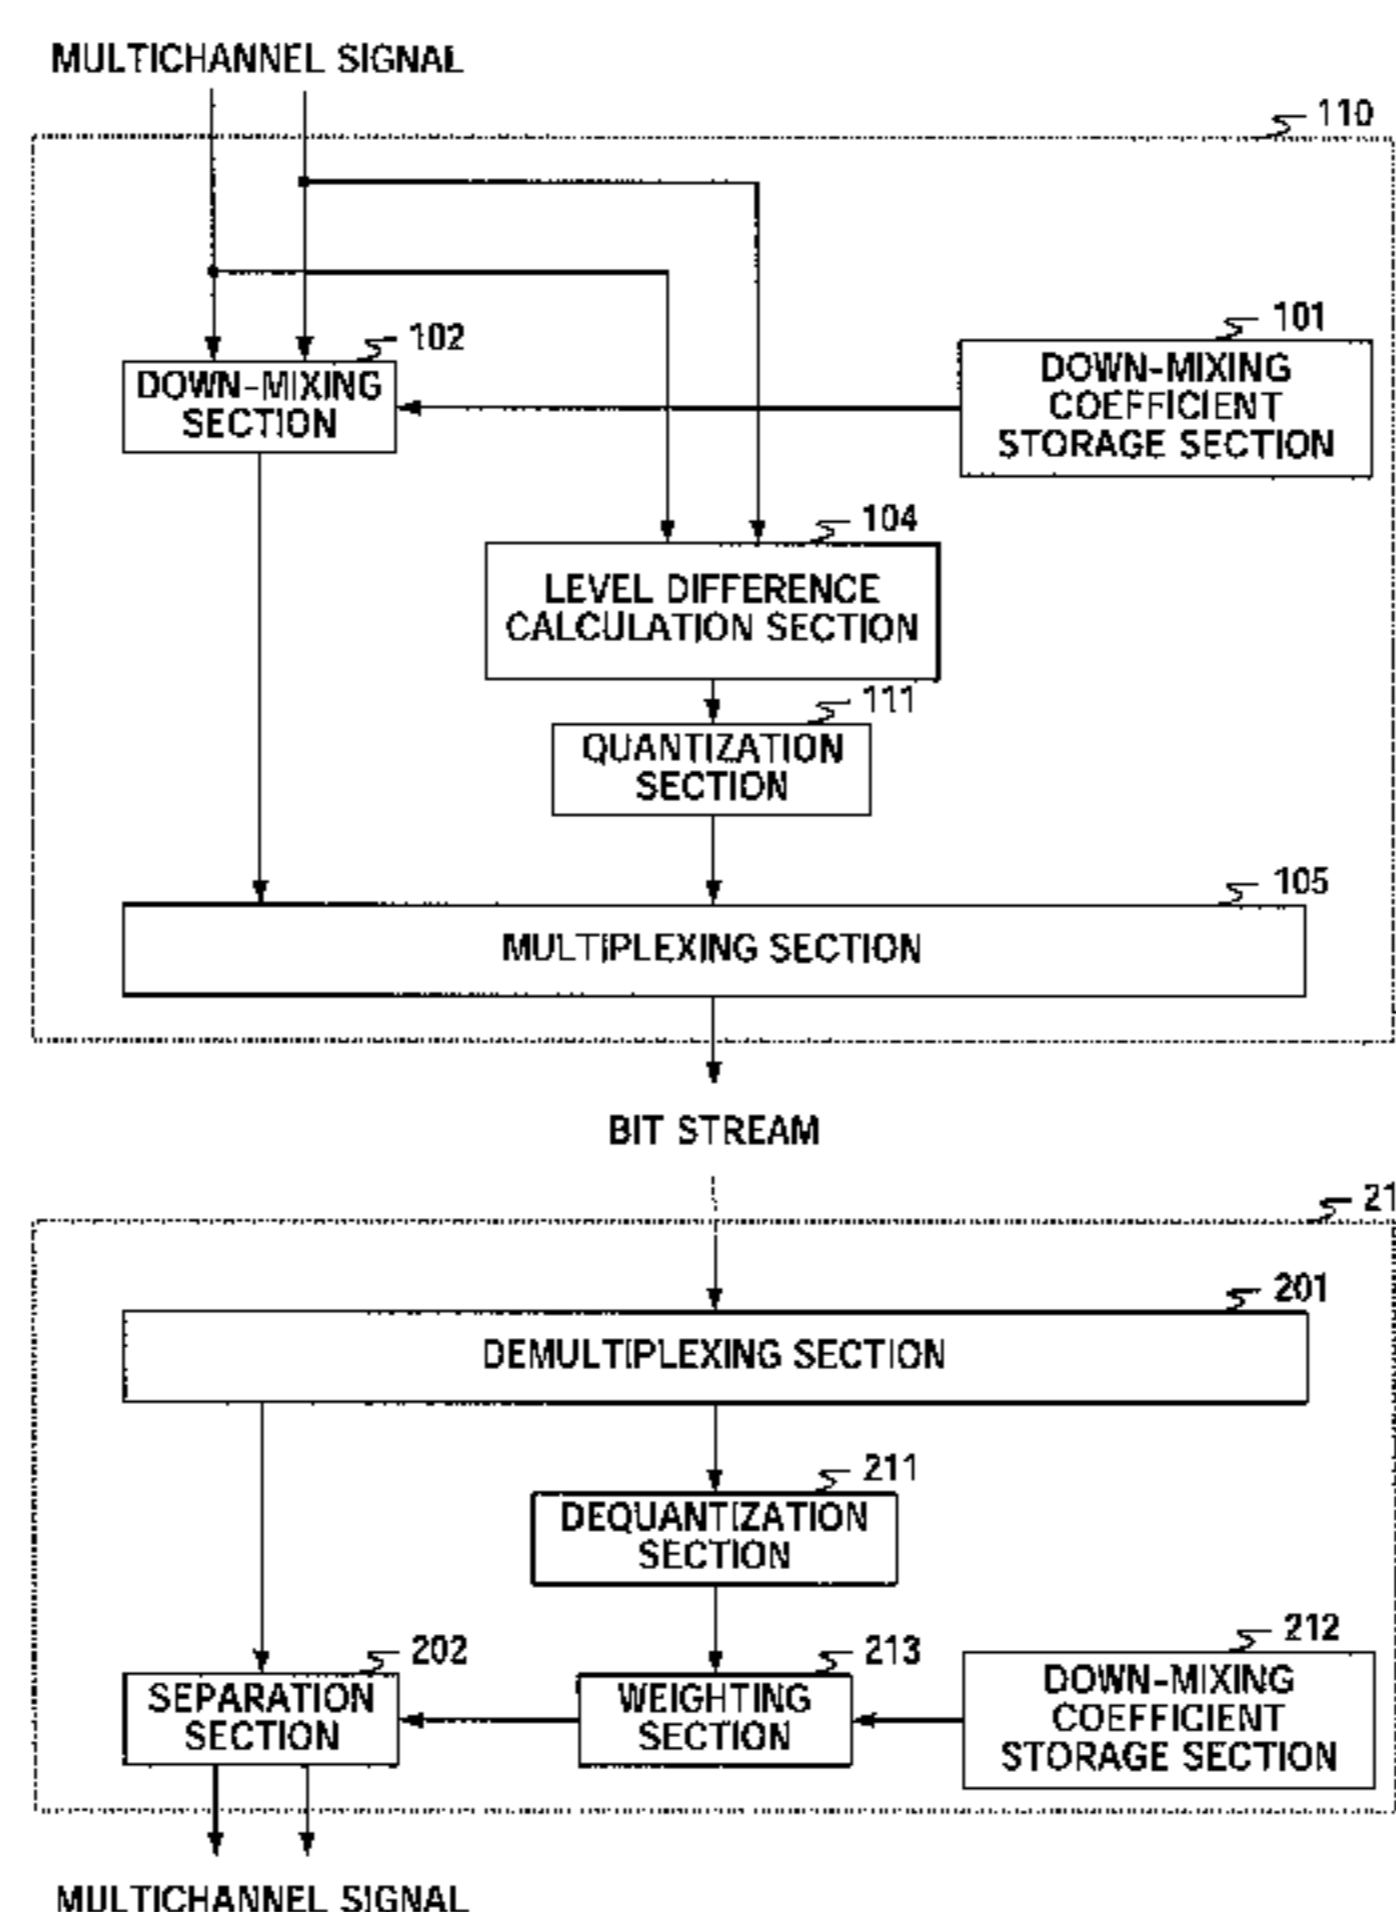 MULTICHANNEL SIGNAL
110
102
101
DOWN-MIXING
SECTION
DOWN-MIXING
COEFFICIENT
STORAGE SECTION
104
LEVEL DIFFERENCE
CALCULATION SECTION
111
QUANTIZATION
SECTION
105
MULTIPLEXING SECTION
BIT STREAM
21
201
DEMULTIPLEXING SECTION
211
DEQUANTIZATION
SECTION
202
213
212
SEPARATION
SECTION
WEIGHTING
SECTION
DOWN-MIXING
COEFFICIENT
STORAGE SECTION
MULTICHANNEL SIGNAL